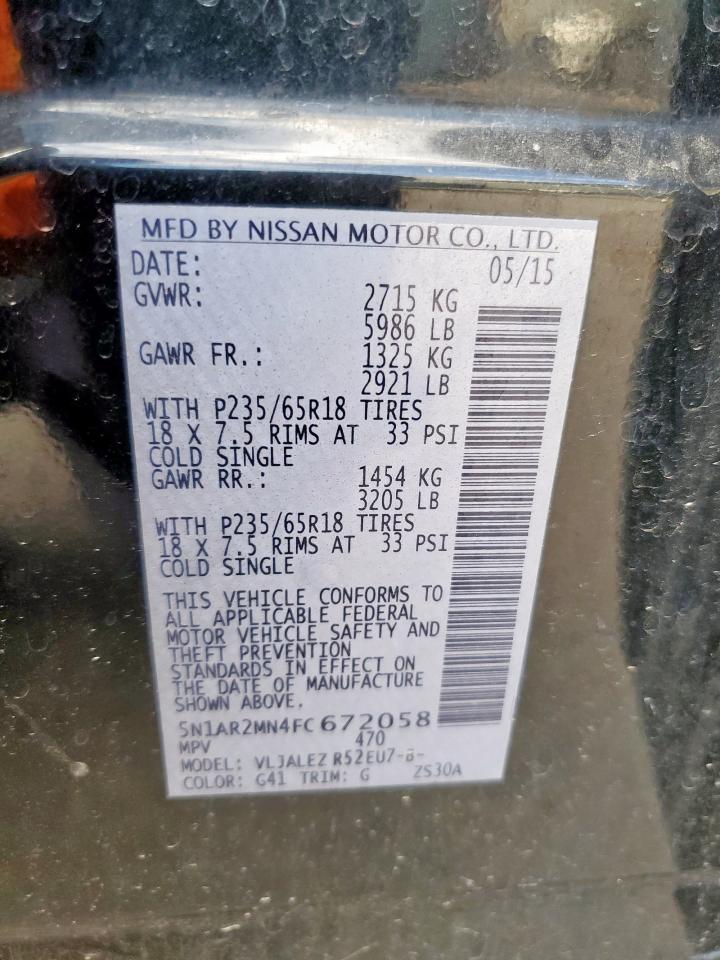 MFD BY NISSAN MOTOR CO., LTD.
DATE: 05/15
GVWR: 2715 KG
5986 LB
GAWR FR.: 1325 KG
2921 LB
WITH P235/65R18 TIRES
18 X 7.5 RIMS AT 33 PSI
COLD SINGLE
GAWR RR.: 1454 KG
3205 LB
WITH P235/65R18 TIRES
18 X 7.5 RIMS AT 33 PSI
COLD SINGLE
THIS VEHICLE CONFORMS TO
ALL APPLICABLE FEDERAL
MOTOR VEHICLE SAFETY AND
THEFT PREVENTION
STANDARDS IN EFFECT ON
THE DATE OF MANUFACTURE
SHOWN ABOVE.
5N1AR2MN4FC672058
MPV 470
MODEL: VLJALEZ R52EU7-B-
COLOR: G41 TRIM: G ZS30A